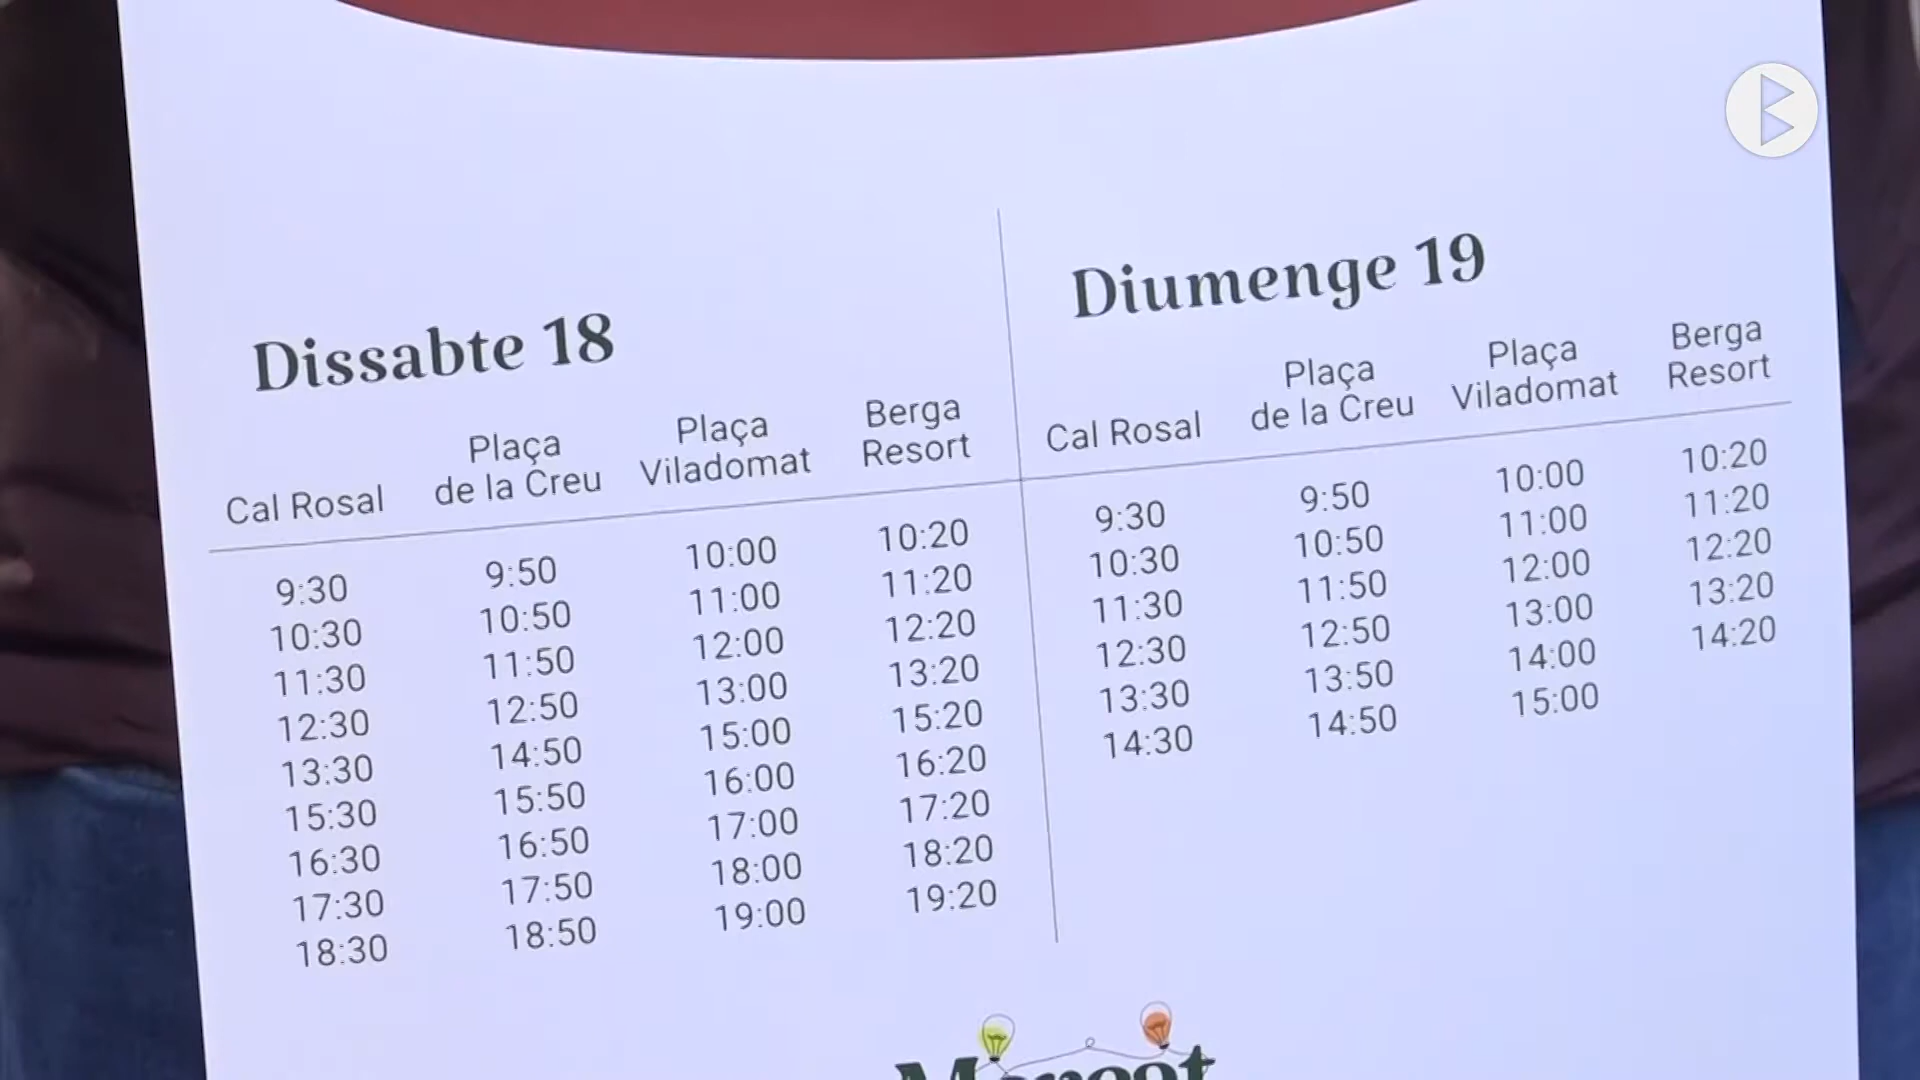 Dissabte 18
Cal Rosal Plaça de la Creu Plaça Viladomat Berga Resort
9:30 9:50 10:00 10:20
10:30 10:50 11:00 11:20
11:30 11:50 12:00 12:20
12:30 12:50 13:00 13:20
13:30 14:50 15:00 15:20
15:30 15:50 16:00 16:20
16:30 16:50 17:00 17:20
17:30 17:50 18:00 18:20
18:30 18:50 19:00 19:20
Diumenge 19
Cal Rosal Plaça de la Creu Plaça Viladomat Berga Resort
9:30 9:50 10:00 10:20
10:30 10:50 11:00 11:20
11:30 11:50 12:00 12:20
12:30 12:50 13:00 13:20
13:30 13:50 14:00 14:20
14:30 14:50 15:00